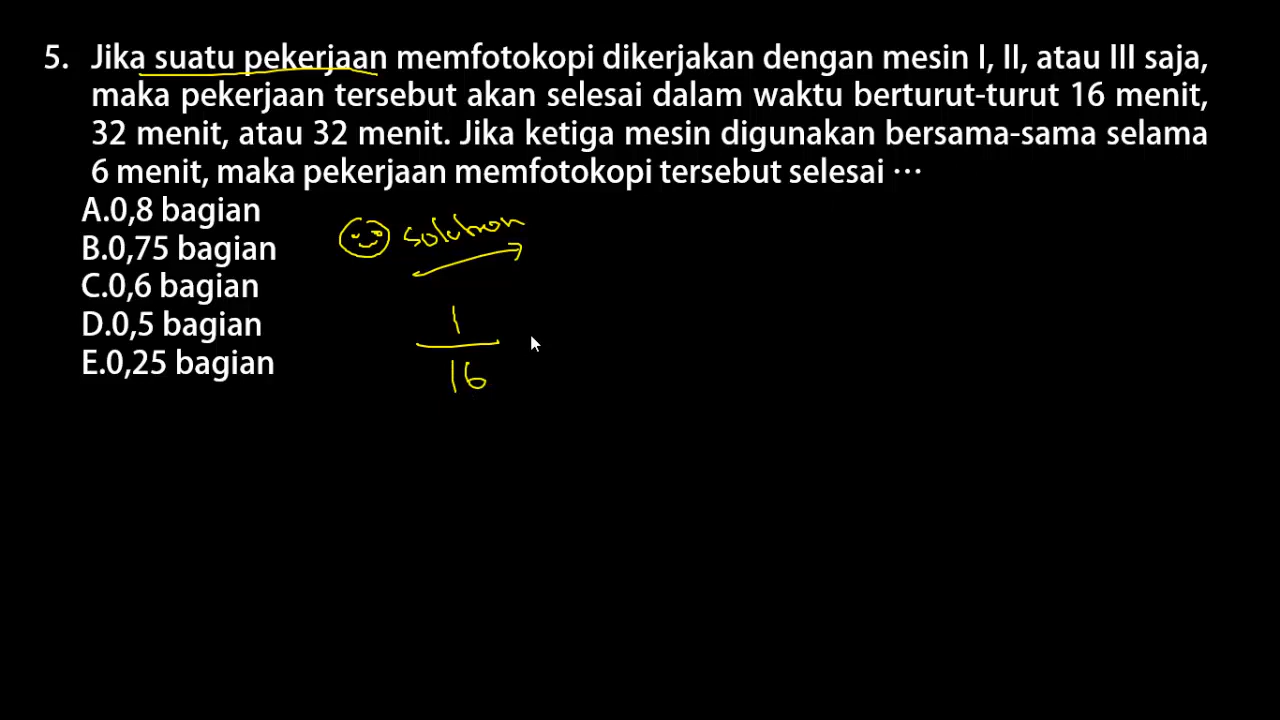 5. Jika suatu pekerjaan memfotokopi dikerjakan dengan mesin I, II, atau III saja,
maka pekerjaan tersebut akan selesai dalam waktu berturut-turut 16 menit,
32 menit, atau 32 menit. Jika ketiga mesin digunakan bersama-sama selama
6 menit, maka pekerjaan memfotokopi tersebut selesai ⋯
A.0,8 bagian
B.0,75 bagian
C.0,6 bagian
D.0,5 bagian
E.0,25 bagian
solution
1
16